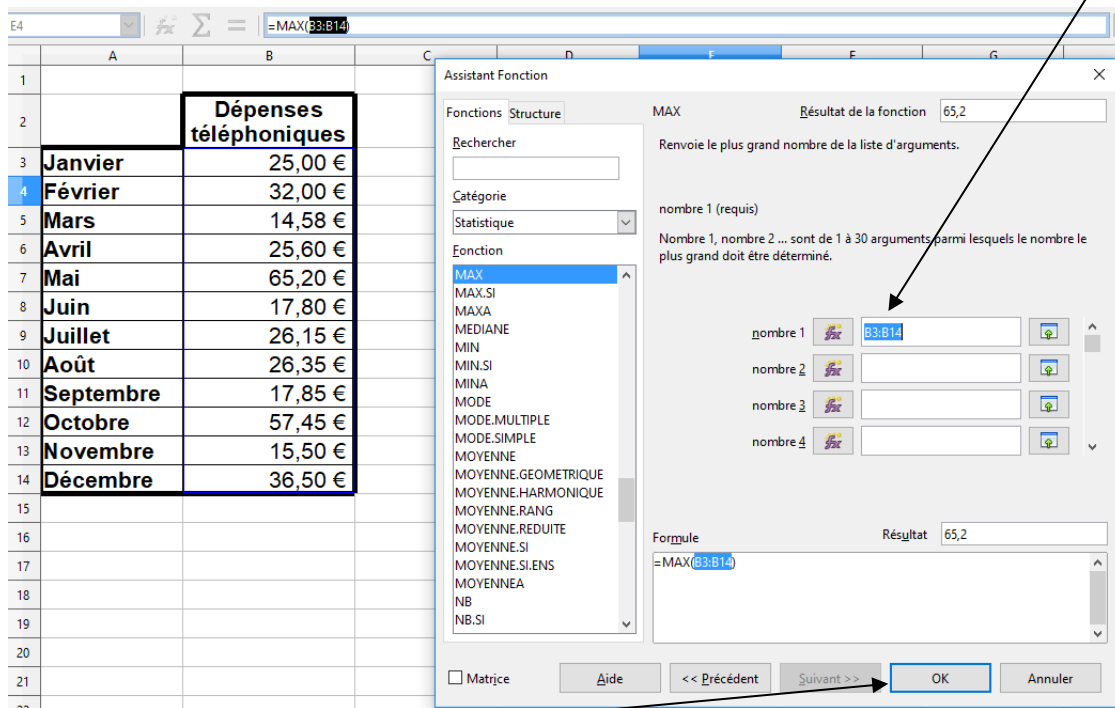 E4 =MAX(B3:B14)
A B C D E F G
1
2 Dépenses téléphoniques
3 Janvier 25,00 €
4 Février 32,00 €
5 Mars 14,58 €
6 Avril 25,60 €
7 Mai 65,20 €
8 Juin 17,80 €
9 Juillet 26,15 €
10 Août 26,35 €
11 Septembre 17,85 €
12 Octobre 57,45 €
13 Novembre 15,50 €
14 Décembre 36,50 €
15
16
17
18
19
20
21
22
Assistant Fonction
Fonctions Structure
Rechercher
Catégorie
Statistique
Fonction
MAX
MAX.SI
MAXA
MEDIANE
MIN
MIN.SI
MINA
MODE
MODE.MULTIPLE
MODE.SIMPLE
MOYENNE
MOYENNE.GEOMETRIQUE
MOYENNE.HARMONIQUE
MOYENNE.RANG
MOYENNE.REDUITE
MOYENNE.SI
MOYENNE.SI.ENS
MOYENNEA
NB
NB.SI
MAX Résultat de la fonction 65,2
Renvoie le plus grand nombre de la liste d'arguments.
nombre 1 (requis)
Nombre 1, nombre 2 ... sont de 1 à 30 arguments parmi lesquels le nombre le
plus grand doit être déterminé.
nombre 1 fx B3:B14
nombre 2 fx
nombre 3 fx
nombre 4 fx
Formule Résultat 65,2
=MAX(B3:B14)
Matrice Aide << Précédent Suivant >> OK Annuler